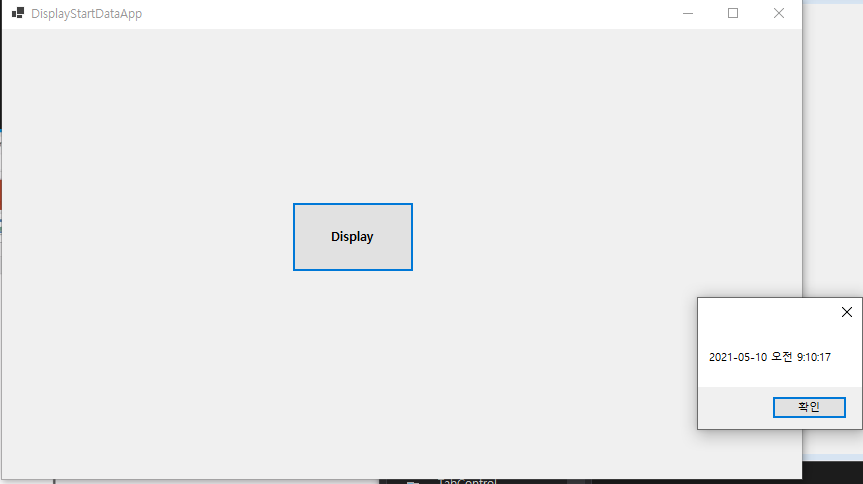 DisplayStartDataApp
Display
2021-05-10 오전 9:10:17
확인
TabControl